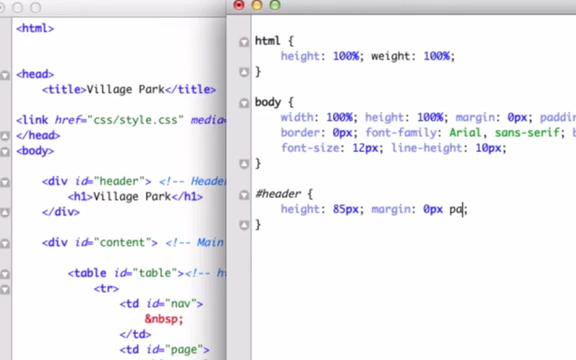 <html>
<head>
<title>Village Park</title>
<link href="css/style.css" media=
</head>
<body>
<div id="header"> <!-- Heade
<h1>Village Park</h1>
</div>
<div id="content"> <!-- Main
<table id="table"><!-- h
<tr>
<td id="nav">
&nbsp;
</td>
<td id="page">
html {
height: 100%; weight: 100%;
}
body {
width: 100%; height: 100%; margin: 0px; paddin
border: 0px; font-family: Arial, sans-serif; b
font-size: 12px; line-height: 10px;
}
#header {
height: 85px; margin: 0px pa;
}